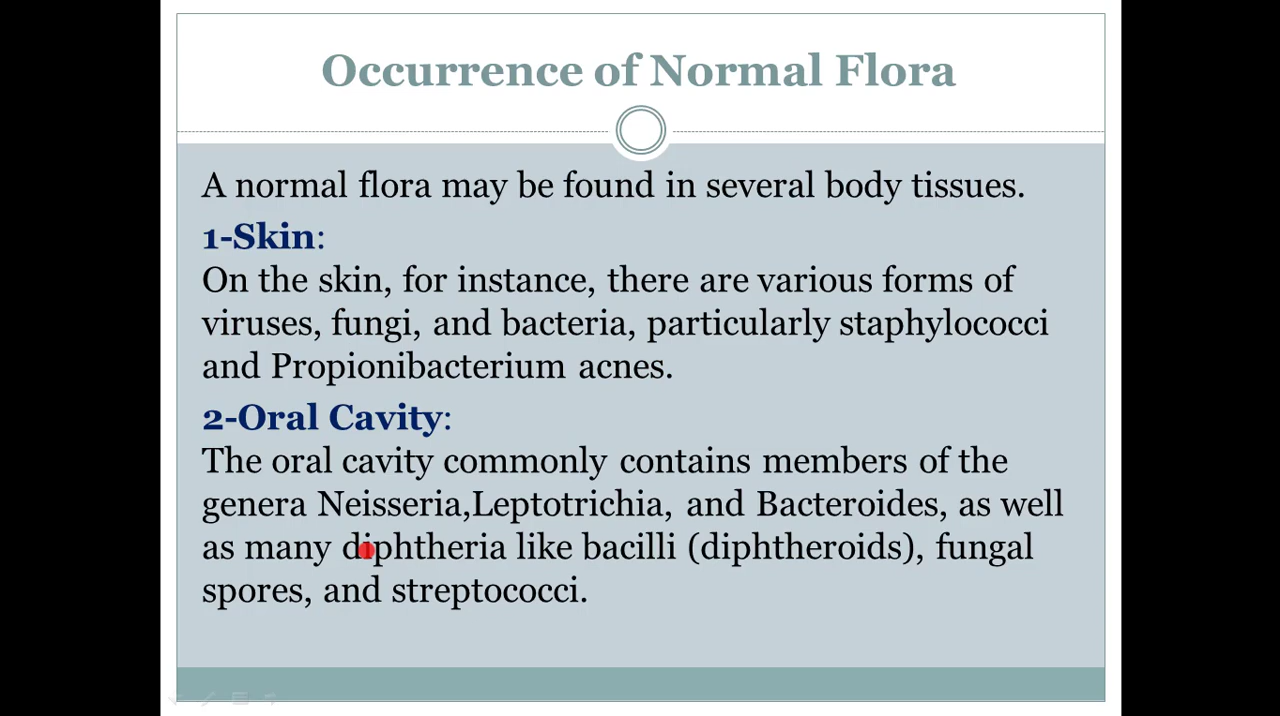 Occurrence of Normal Flora
A normal flora may be found in several body tissues.
1-Skin:
On the skin, for instance, there are various forms of
viruses, fungi, and bacteria, particularly staphylococci
and Propionibacterium acnes.
2-Oral Cavity:
The oral cavity commonly contains members of the
genera Neisseria,Leptotrichia, and Bacteroides, as well
as many diphtheria like bacilli (diphtheroids), fungal
spores, and streptococci.